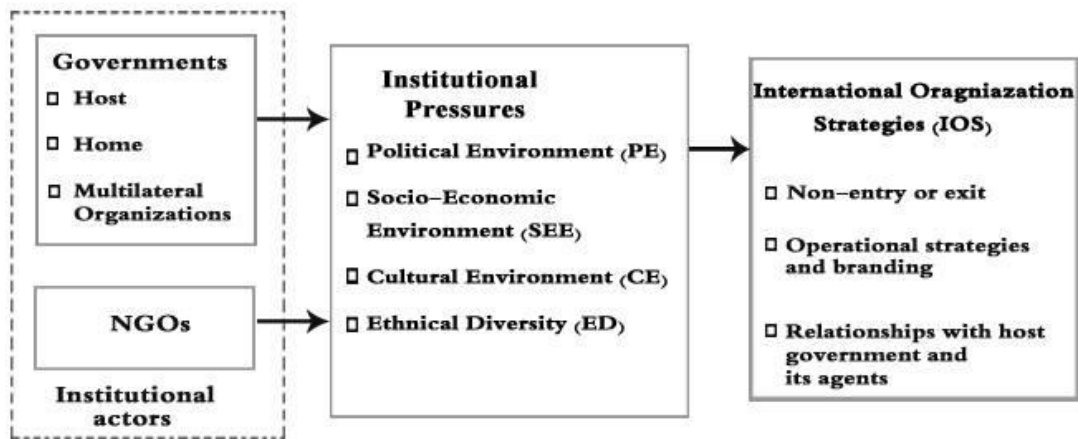 Governments
Host
Home
Multilateral
Organizations
NGOs
Institutional
actors
Institutional
Pressures
Political Environment (PE)
Socio-Economic
Environment (SEE)
Cultural Environment (CE)
Ethnical Diversity (ED)
International Oragniazation
Strategies (IOS)
Non-entry or exit
Operational strategies
and branding
Relationships with host
government and
its agents